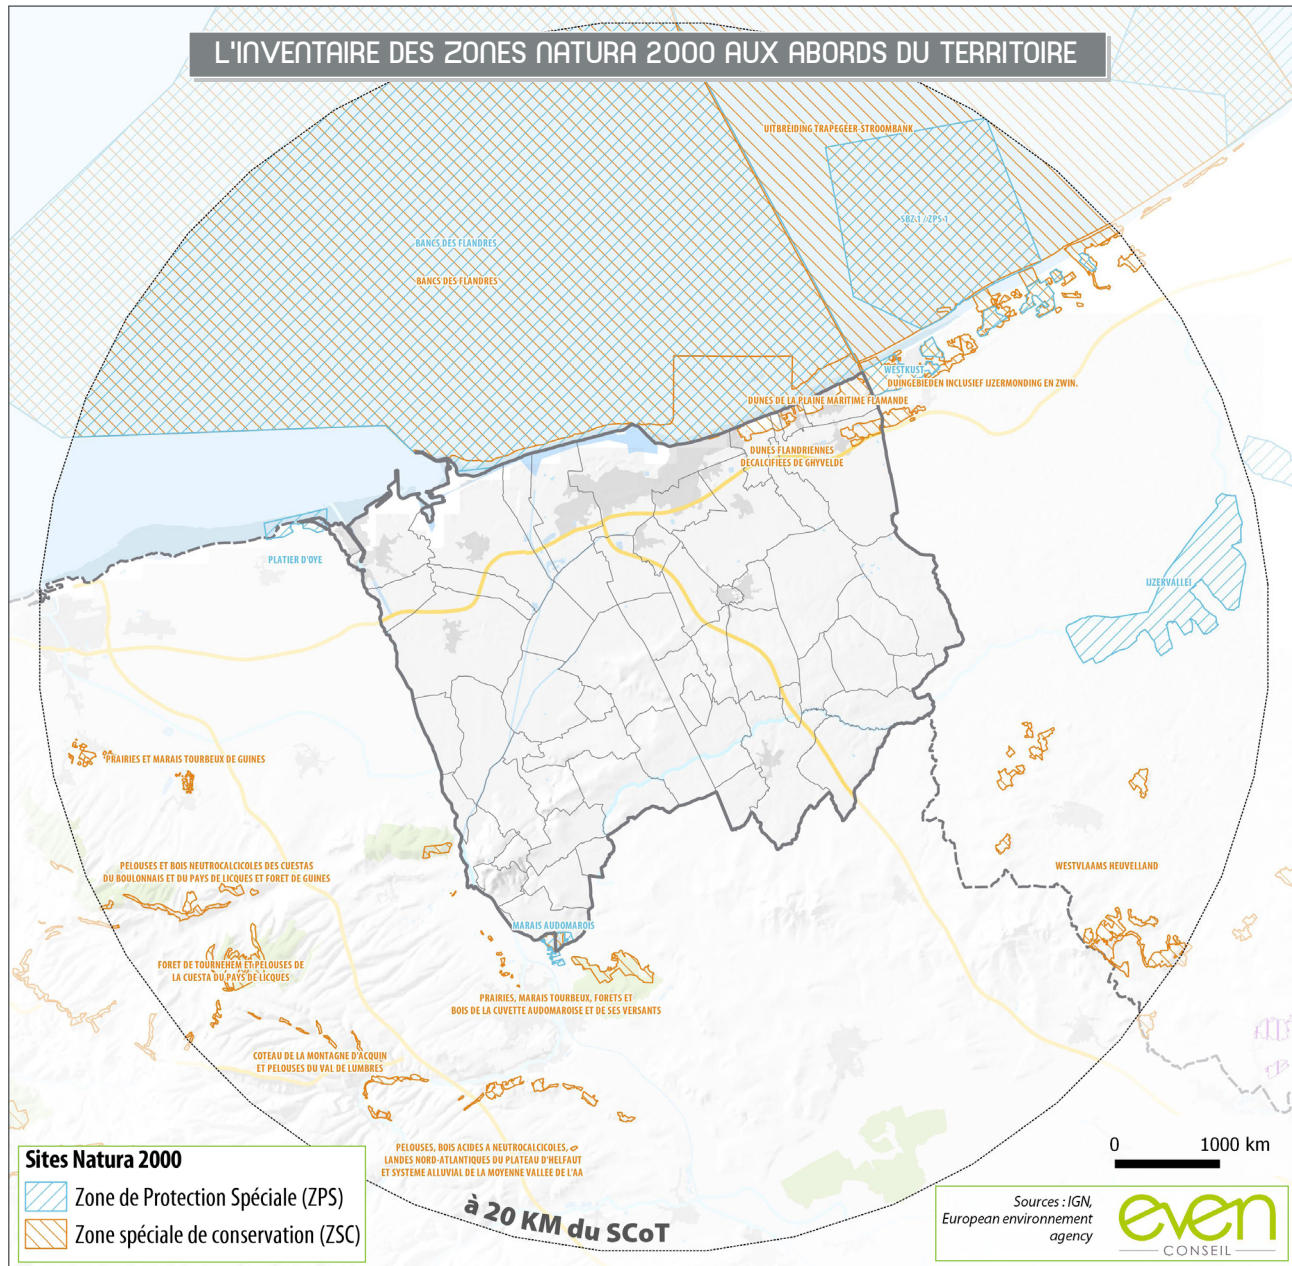 L'INVENTAIRE DES ZONES NATURA 2000 AUX ABORDS DU TERRITOIRE
UITBREIDING TRAPEGEER-STROOMBANK
SBZ 1 / ZPS 1
BANCS DES FLANDRES
BANCS DES FLANDRES
WESTKUST
DUINGEBIEDEN INCLUSIEF IJZERMONDING EN ZWIN.
DUNES DE LA PLAINE MARITIME FLAMANDE
DUNES FLANDRIENNES
DECALCIFIÉES DE GHYVELDE
PLATIER D'OYE
IJZERVALLEI
PRAIRIES ET MARAIS TOURBEUX DE GUINES
PELOUSES ET BOIS NEUTROCALCICOLES DES CUESTAS
DU BOULONNAIS ET DU PAYS DE LICQUES ET FORET DE GUINES
WESTVLAAMS HEUVELLAND
MARAIS AUDOMAROIS
FORET DE TOURNEHEM ET PELOUSES DE
LA CUESTA DU PAYS DE LICQUES
PRAIRIES, MARAIS TOURBEUX, FORETS ET
BOIS DE LA CUVETTE AUDOMAROISE ET DE SES VERSANTS
COTEAU DE LA MONTAGNE D'ACQUIN
ET PELOUSES DU VAL DE LUMBRES
PELOUSES, BOIS ACIDES A NEUTROCALCICOLES,
LANDES NORD-ATLANTIQUES DU PLATEAU D'HELFAUT
ET SYSTEME ALLUVIAL DE LA MOYENNE VALLEE DE L'AA
à 20 KM du SCoT
Sites Natura 2000
Zone de Protection Spéciale (ZPS)
Zone spéciale de conservation (ZSC)
0 1000 km
Sources : IGN,
European environnement
agency
even
CONSEIL